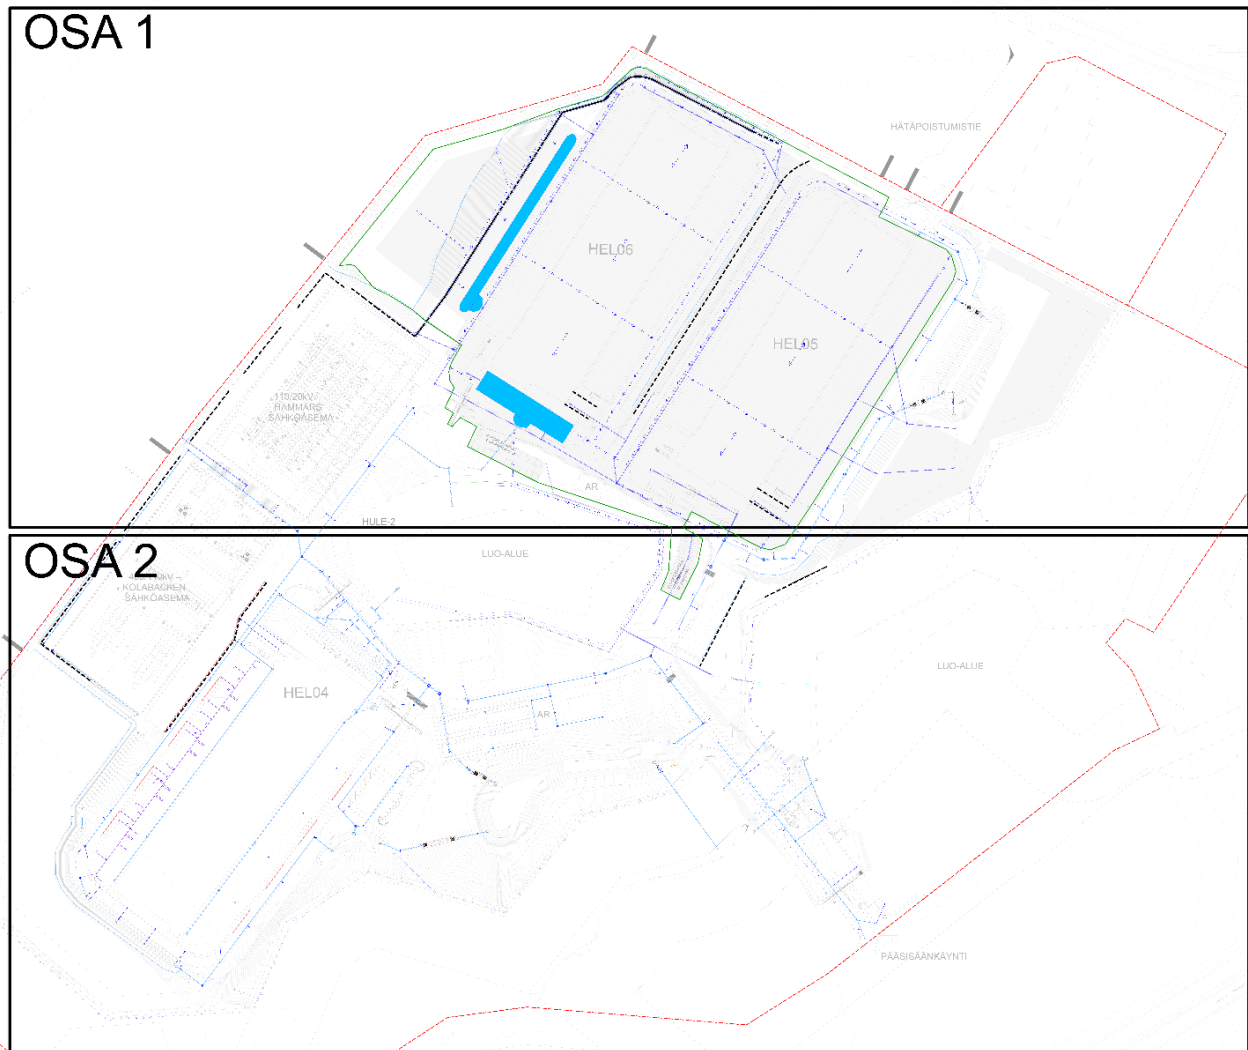 OSA 1
HÄTÄPOISTUMISTIE
HEL06
HEL05
110/20kV
HAMMARS
SÄHKÖASEMA
AR
HULE-2
OSA 2
LUO-ALUE
KOLABACKEN
SÄHKÖASEMA
LUO-ALUE
HEL04
AR
PÄÄSISÄÄNKÄYNTI